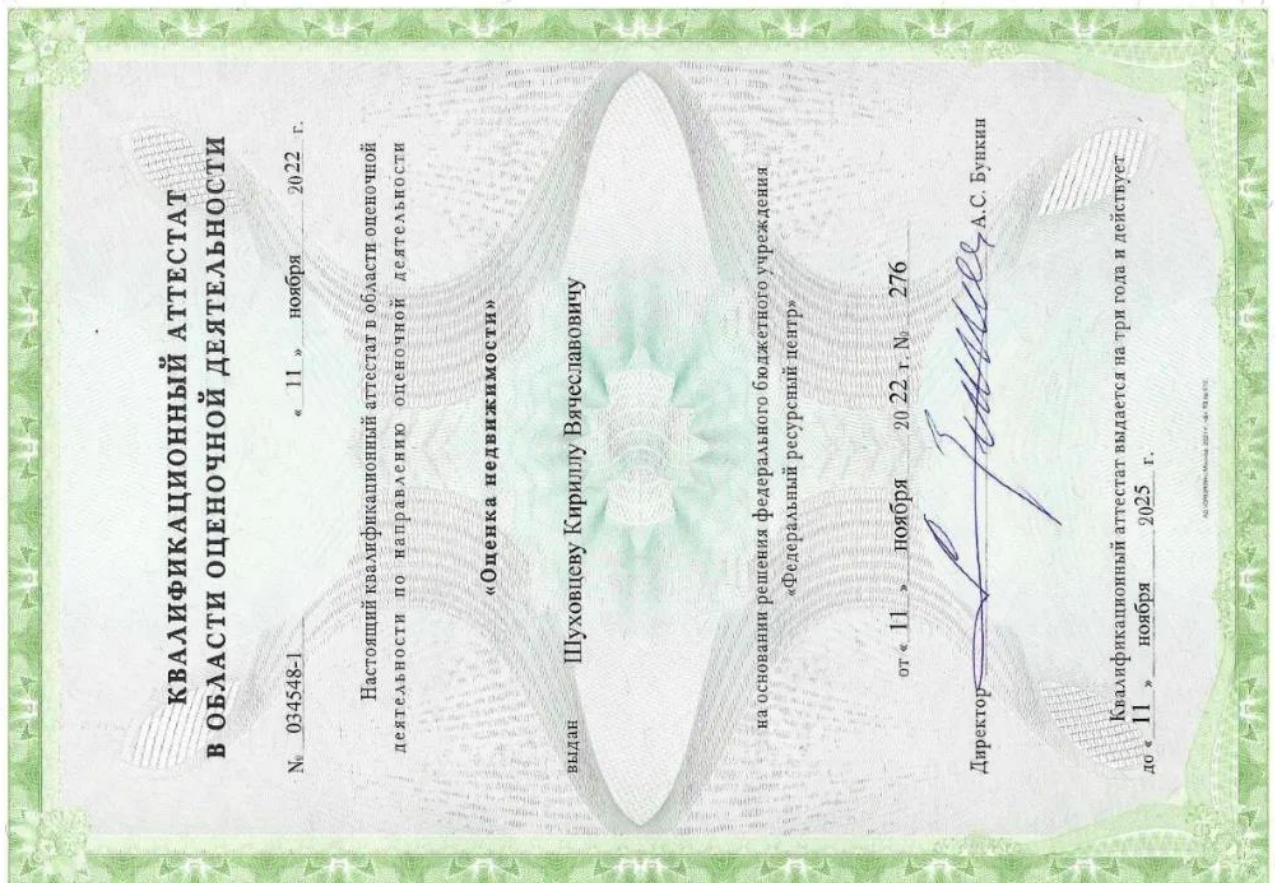 КВАЛИФИКАЦИОННЫЙ АТТЕСТАТ
В ОБЛАСТИ ОЦЕНОЧНОЙ ДЕЯТЕЛЬНОСТИ
№ 034548-1 « 11 » ноября 2022 г.
Настоящий квалификационный аттестат в области оценочной
деятельности по направлению оценочной деятельности
«Оценка недвижимости»
выдан Шуховцеву Кириллу Вячеславовичу
на основании решения федерального бюджетного учреждения
«Федеральный ресурсный центр»
от « 11 » ноября 20 22 г. № 276
Директор А.С. Бункин
Квалификационный аттестат выдается на три года и действует
до « 11 » ноября 2025 г.